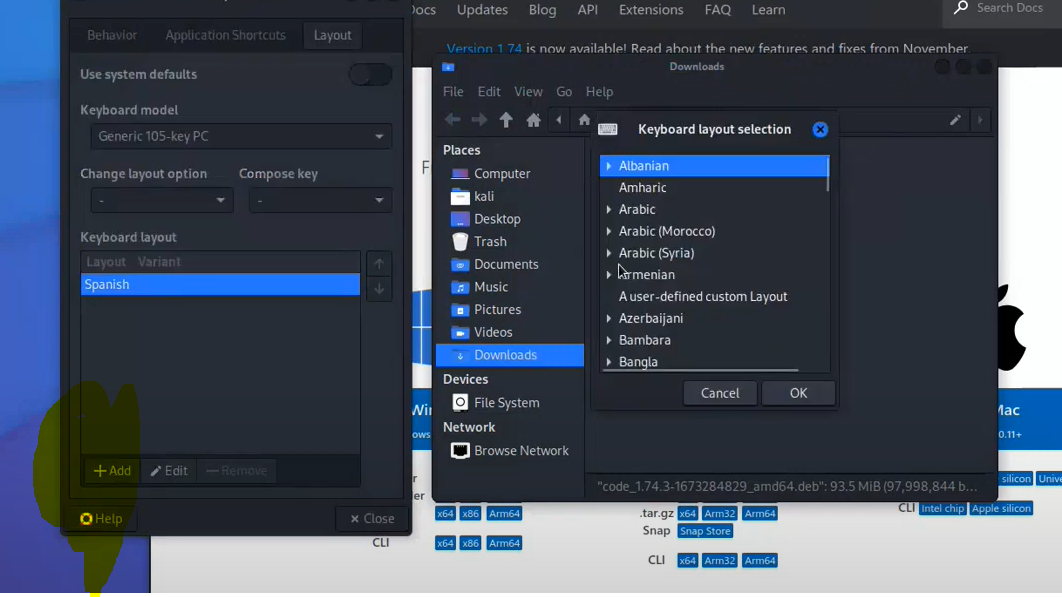 Docs Updates Blog API Extensions FAQ Learn Search Docs
Version 1.74 is now available! Read about the new features and fixes from November.
Behavior Application Shortcuts Layout
Use system defaults
Keyboard model
Generic 105-key PC
Change layout option Compose key
- -
Keyboard layout
Layout Variant
Spanish
+Add Edit Remove
Help Close
Downloads
File Edit View Go Help
Places
Computer
kali
Desktop
Trash
Documents
Music
Pictures
Videos
Downloads
Devices
File System
Network
Browse Network
"code_1.74.3-1673284829_amd64.deb": 93.5 MiB (97,998,844 b...
Keyboard layout selection
Albanian
Amharic
Arabic
Arabic (Morocco)
Arabic (Syria)
Armenian
A user-defined custom Layout
Azerbaijani
Bambara
Bangla
Cancel OK
Mac
x64 x86 Arm64
CLI x64 x86 Arm64
.tar.gz x64 Arm32 Arm64
Snap Snap Store
CLI x64 Arm32 Arm64
silicon Unive
CLI Intel chip Apple silicon